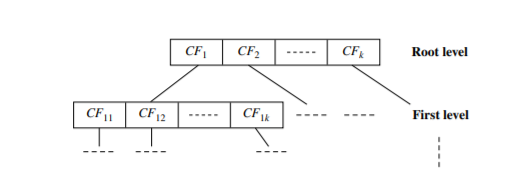 CF₁ CF₂ ----- CFₖ Root level
CF₁₁ CF₁₂ ----- CF₁ₖ First level